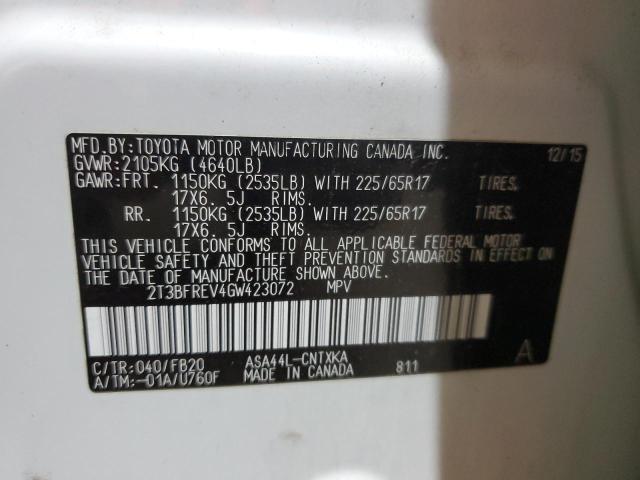 MFD.BY:TOYOTA MOTOR MANUFACTURING CANADA INC. 12/15
GVWR:2105KG (4640LB)
GAWR:FRT. 1150KG (2535LB) WITH 225/65R17 TIRES,
17X6.5J RIMS.
RR. 1150KG (2535LB) WITH 225/65R17 TIRES,
17X6.5J RIMS.
THIS VEHICLE CONFORMS TO ALL APPLICABLE FEDERAL MOTOR
VEHICLE SAFETY AND THEFT PREVENTION STANDARDS IN EFFECT ON
THE DATE OF MANUFACTURE SHOWN ABOVE.
2T3BFREV4GW423072 MPV
C/TR:040/FB20 ASA44L-CNTXKA A
A/TM:-01A/U760F MADE IN CANADA 811